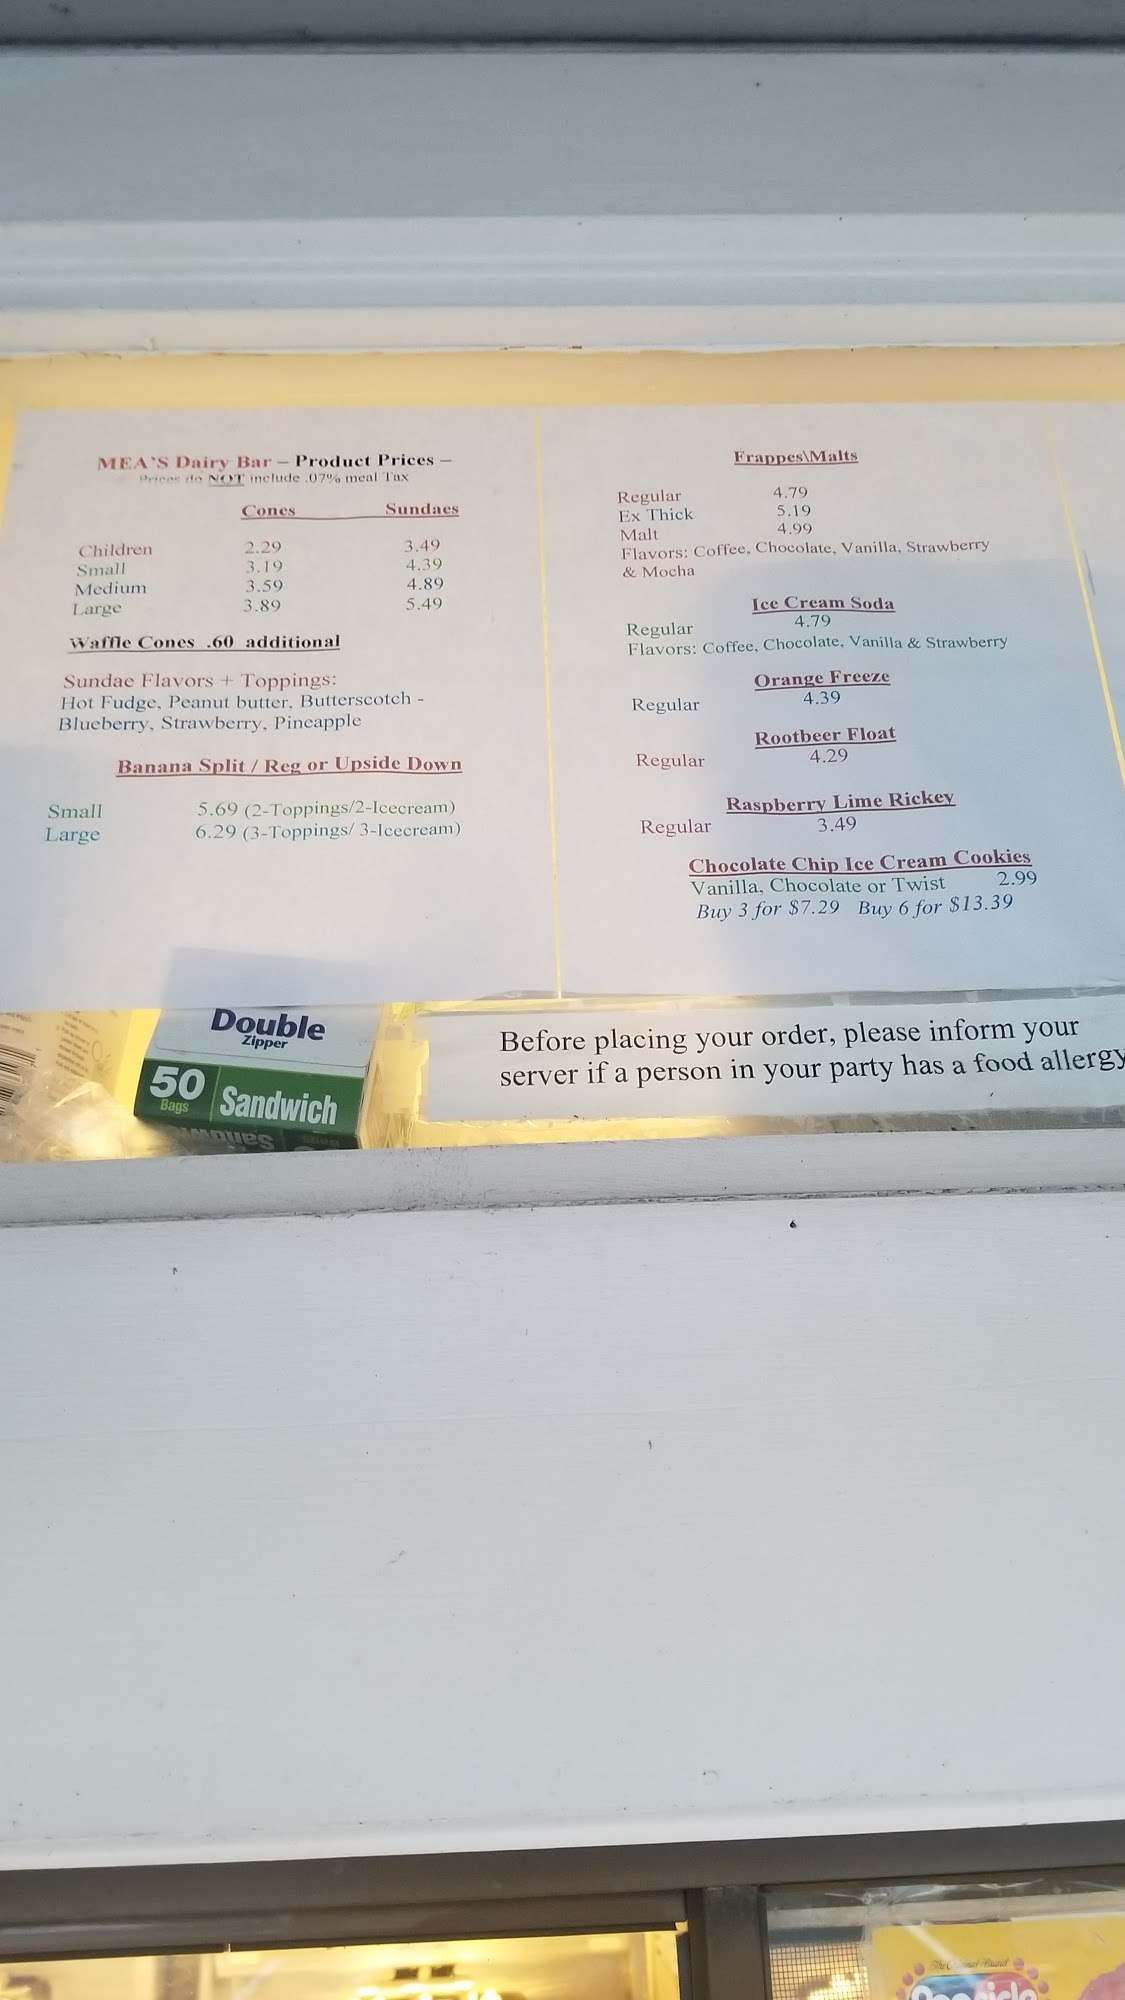 MEA'S Dairy Bar – Product Prices –
Prices do NOT include .07% meal Tax
Cones Sundaes
Children 2.29 3.49
Small 3.19 4.39
Medium 3.59 4.89
Large 3.89 5.49
Waffle Cones .60 additional
Sundae Flavors + Toppings:
Hot Fudge, Peanut butter, Butterscotch -
Blueberry, Strawberry, Pineapple
Banana Split / Reg or Upside Down
Small 5.69 (2-Toppings/2-Icecream)
Large 6.29 (3-Toppings/ 3-Icecream)
Frappes\Malts
Regular 4.79
Ex Thick 5.19
Malt 4.99
Flavors: Coffee, Chocolate, Vanilla, Strawberry
& Mocha
Ice Cream Soda
Regular 4.79
Flavors: Coffee, Chocolate, Vanilla & Strawberry
Orange Freeze
Regular 4.39
Rootbeer Float
Regular 4.29
Raspberry Lime Rickey
Regular 3.49
Chocolate Chip Ice Cream Cookies
Vanilla, Chocolate or Twist 2.99
Buy 3 for $7.29 Buy 6 for $13.39
Double
Zipper
50
Bags
Sandwich
Before placing your order, please inform your
server if a person in your party has a food allergy